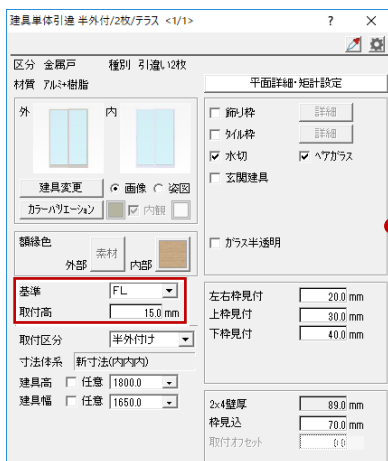 建具単体引違 半外付/2枚/テラス <1/1>
?
×
区分 金属戸 種別 引違い2枚
材質 アルミ+樹脂
平面詳細・矩計設定
外 内
建具変更
画像 姿図
カラーバリエーション
内観
額縁色
外部 素材 内部
基準 FL
取付高 15.0 mm
取付区分 半外付け
寸法体系 新寸法(内内内)
建具高 任意 1800.0
建具幅 任意 1650.0
飾り枠 詳細
タイル枠 詳細
水切 ペアガラス
玄関建具
ガラス半透明
左右枠見付 20.0 mm
上枠見付 30.0 mm
下枠見付 40.0 mm
2x4壁厚 89.0 mm
枠見込 70.0 mm
取付オフセット 0.0